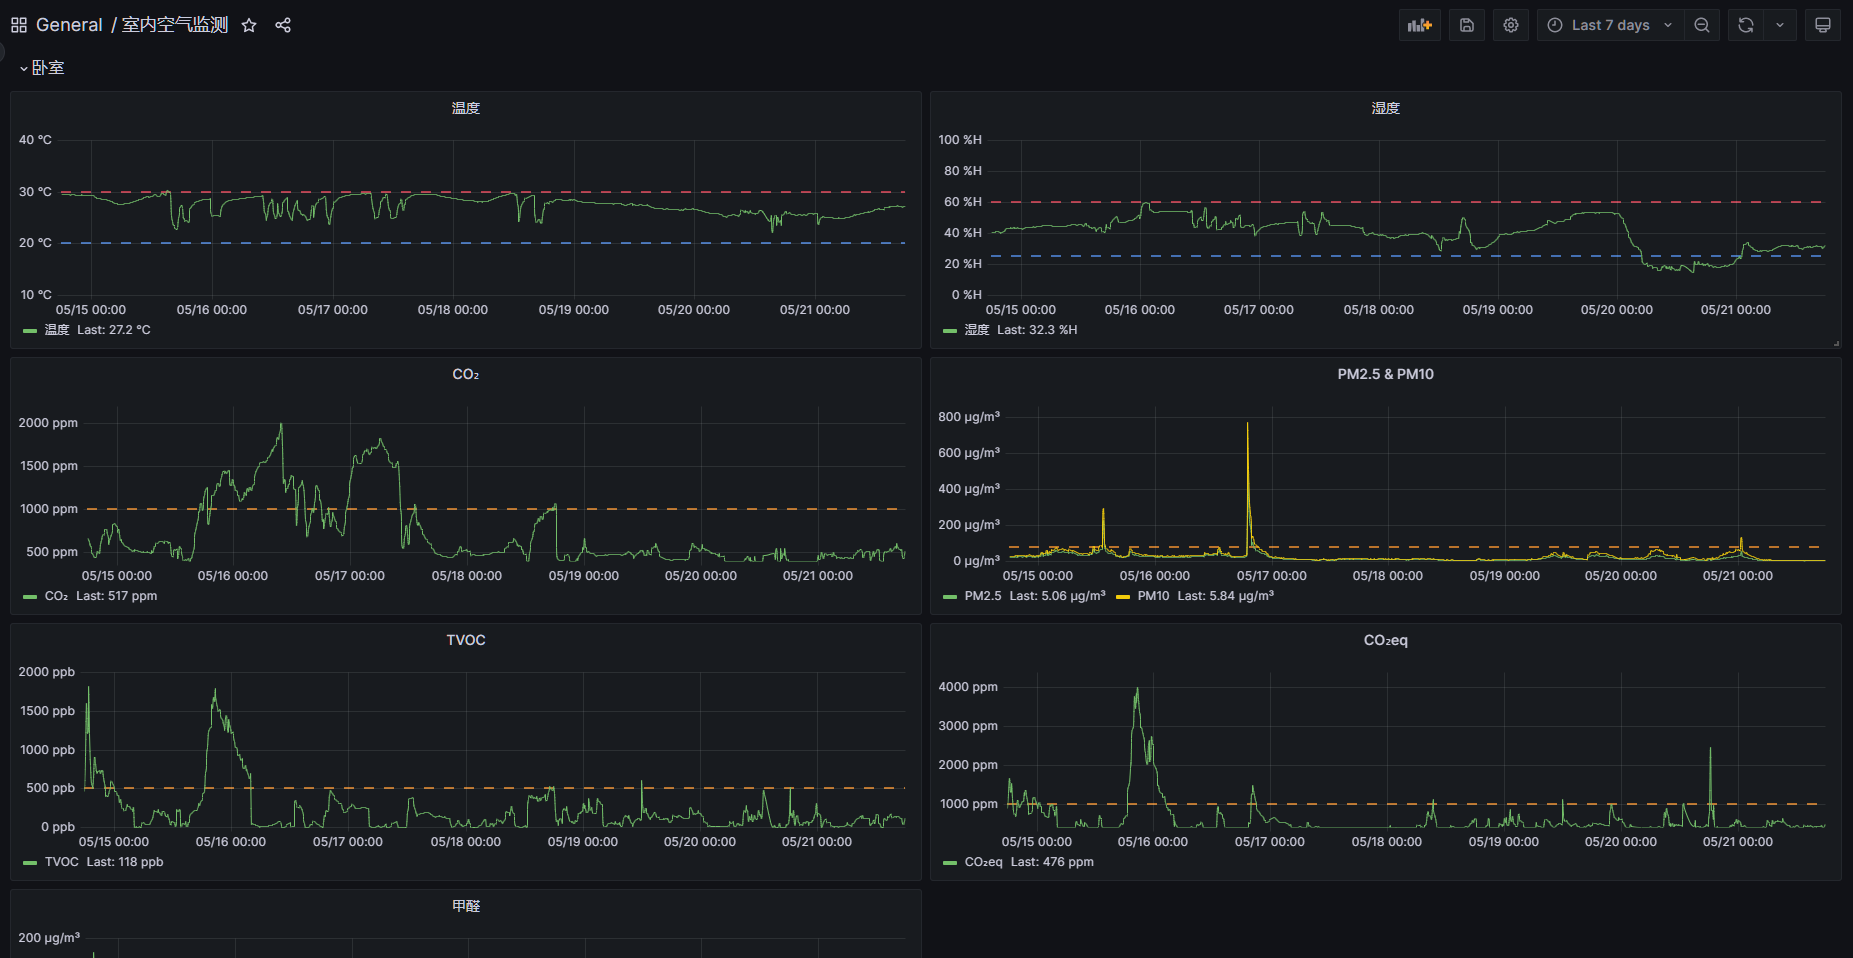 General / 室内空气监测
Last 7 days
卧室
温度
40 °C
30 °C
20 °C
10 °C
05/15 00:00 05/16 00:00 05/17 00:00 05/18 00:00 05/19 00:00 05/20 00:00 05/21 00:00
温度 Last: 27.2 °C
湿度
100 %H
80 %H
60 %H
40 %H
20 %H
0 %H
05/15 00:00 05/16 00:00 05/17 00:00 05/18 00:00 05/19 00:00 05/20 00:00 05/21 00:00
湿度 Last: 32.3 %H
CO₂
2000 ppm
1500 ppm
1000 ppm
500 ppm
05/15 00:00 05/16 00:00 05/17 00:00 05/18 00:00 05/19 00:00 05/20 00:00 05/21 00:00
CO₂ Last: 517 ppm
PM2.5 & PM10
800 μg/m³
600 μg/m³
400 μg/m³
200 μg/m³
0 μg/m³
05/15 00:00 05/16 00:00 05/17 00:00 05/18 00:00 05/19 00:00 05/20 00:00 05/21 00:00
PM2.5 Last: 5.06 μg/m³ PM10 Last: 5.84 μg/m³
TVOC
2000 ppb
1500 ppb
1000 ppb
500 ppb
0 ppb
05/15 00:00 05/16 00:00 05/17 00:00 05/18 00:00 05/19 00:00 05/20 00:00 05/21 00:00
TVOC Last: 118 ppb
CO₂eq
4000 ppm
3000 ppm
2000 ppm
1000 ppm
05/15 00:00 05/16 00:00 05/17 00:00 05/18 00:00 05/19 00:00 05/20 00:00 05/21 00:00
CO₂eq Last: 476 ppm
甲醛
200 μg/m³